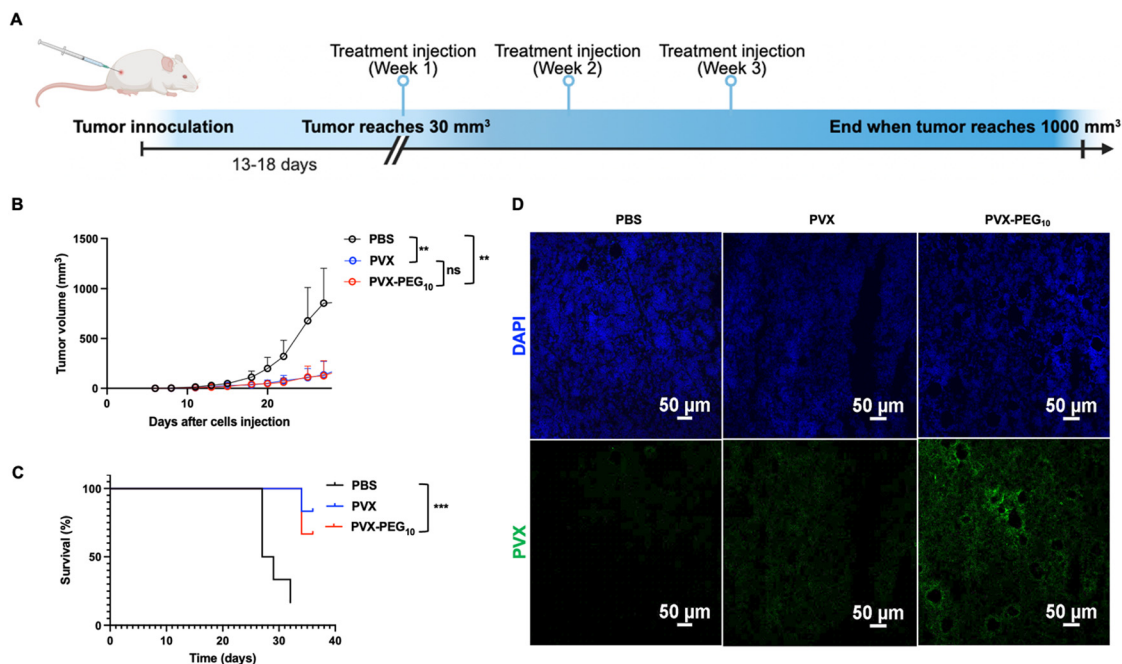 A
Treatment injection
(Week 1)
Treatment injection
(Week 2)
Treatment injection
(Week 3)
Tumor innoculation
Tumor reaches 30 mm³
End when tumor reaches 1000 mm³
13-18 days
B
Tumor volume (mm³)
1500
1000
500
0
0
10
20
Days after cells injection
PBS
PVX
PVX-PEG₁₀
**
ns
**
C
Survival (%)
100
50
0
0
10
20
30
40
Time (days)
PBS
PVX
PVX-PEG₁₀
***
D
PBS
PVX
PVX-PEG₁₀
DAPI
50 µm
50 µm
50 µm
PVX
50 µm
50 µm
50 µm